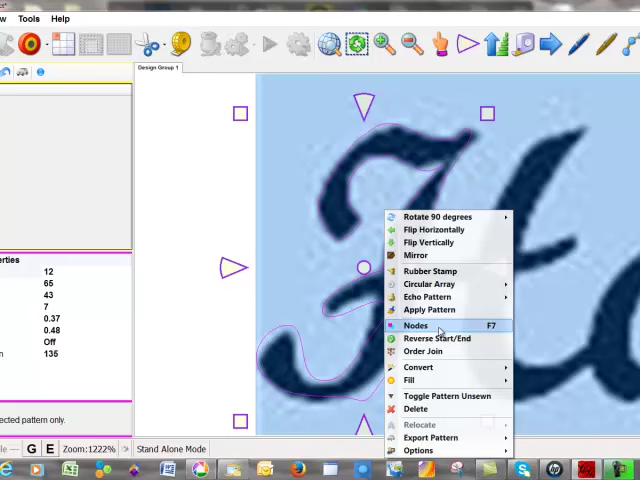 w Tools Help
Design Group 1
erties
12
65
43
7
0.37
0.48
Off
135
ected pattern only.
Rotate 90 degrees
Flip Horizontally
Flip Vertically
Mirror
Rubber Stamp
Circular Array
Echo Pattern
Apply Pattern
Nodes F7
Reverse Start/End
Order Join
Convert
Fill
Toggle Pattern Unsewn
Delete
Relocate
Export Pattern
Options
G E Zoom:1222% Stand Alone Mode